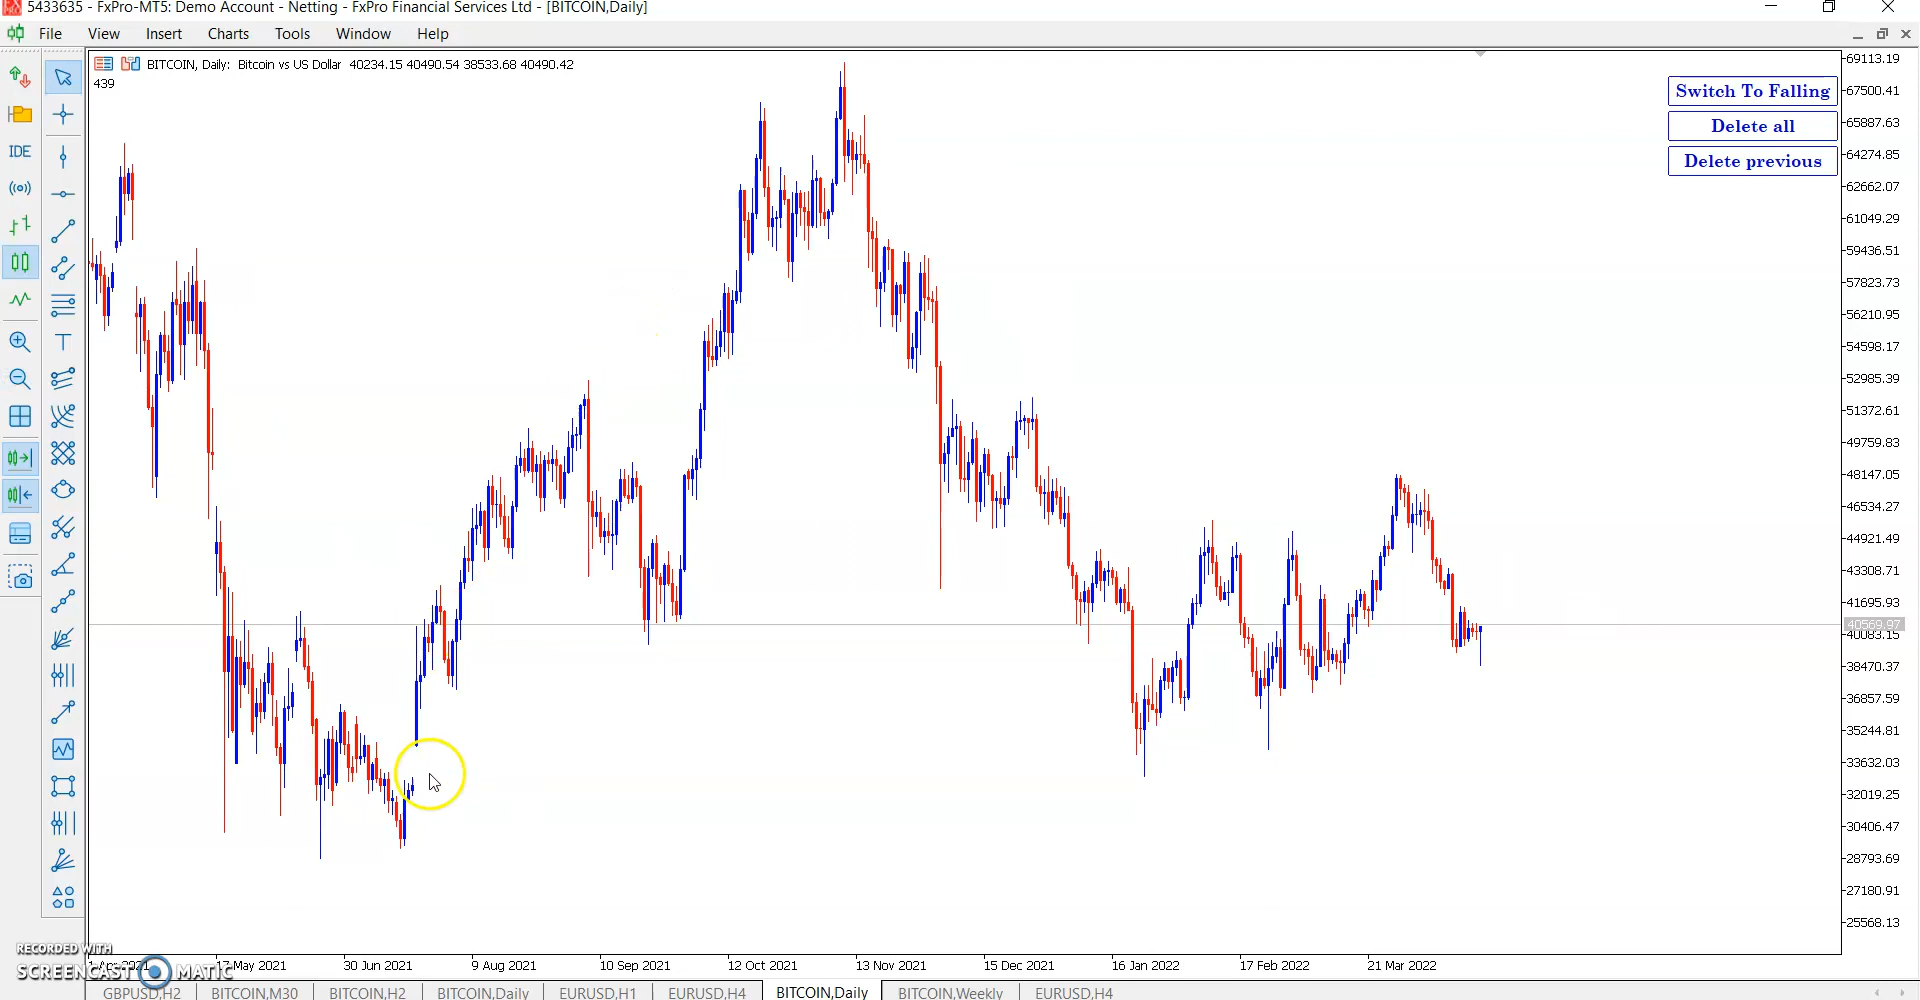 5433635 - FxPro-MT5: Demo Account - Netting - FxPro Financial Services Ltd - [BITCOIN,Daily]
File View Insert Charts Tools Window Help
BITCOIN, Daily: Bitcoin vs US Dollar 40234.15 40490.54 38533.68 40490.42
439
IDE
Switch To Falling
Delete all
Delete previous
69113.19
67500.41
65887.63
64274.85
62662.07
61049.29
59436.51
57823.73
56210.95
54598.17
52985.39
51372.61
49759.83
48147.05
46534.27
44921.49
43308.71
41695.93
40569.97
40083.15
38470.37
36857.59
35244.81
33632.03
32019.25
30406.47
28793.69
27180.91
25568.13
1 Apr 2021 17 May 2021 30 Jun 2021 9 Aug 2021 10 Sep 2021 12 Oct 2021 13 Nov 2021 15 Dec 2021 16 Jan 2022 17 Feb 2022 21 Mar 2022
RECORDED WITH
SCREENCAST MATIC
GBPUSD,H2 BITCOIN,M30 BITCOIN,H2 BITCOIN,Daily EURUSD,H1 EURUSD,H4 BITCOIN,Daily BITCOIN,Weekly EURUSD,H4